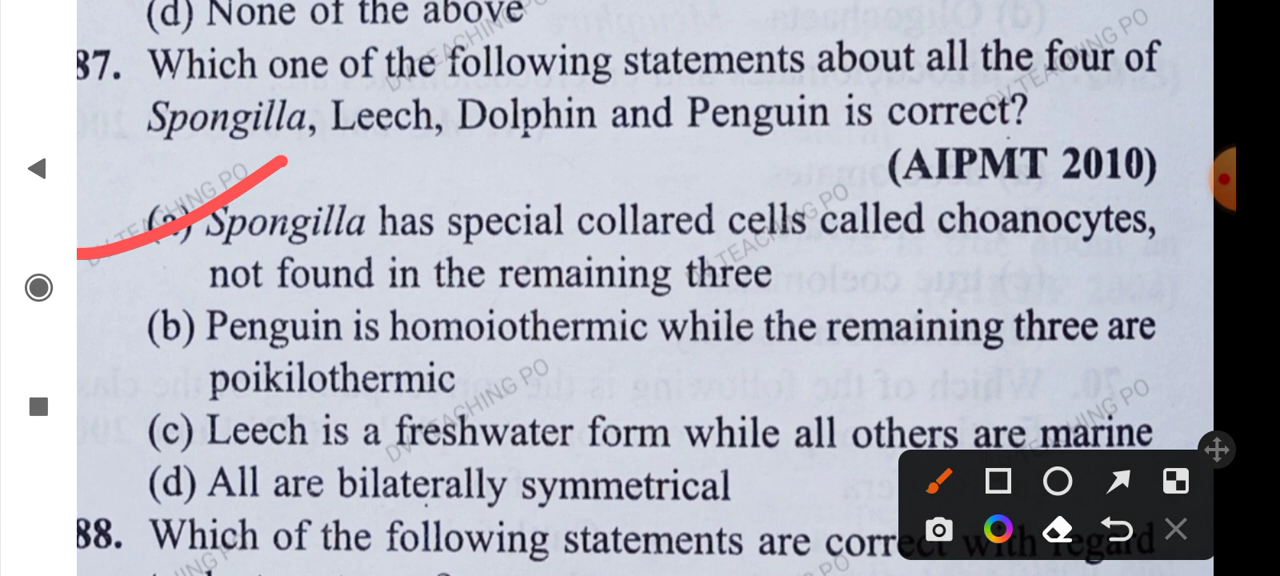 (d) None of the above
87. Which one of the following statements about all the four of
Spongilla, Leech, Dolphin and Penguin is correct?
(AIPMT 2010)
(a) Spongilla has special collared cells called choanocytes,
not found in the remaining three
(b) Penguin is homoiothermic while the remaining three are
poikilothermic
(c) Leech is a freshwater form while all others are marine
(d) All are bilaterally symmetrical
88. Which of the following statements are correct with regard